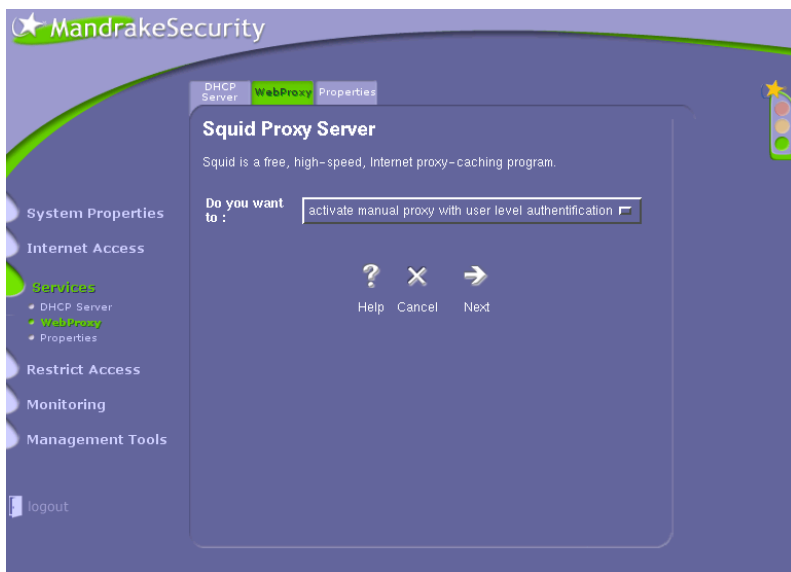 MandrakeSecurity
DHCP Server
WebProxy
Properties
Squid Proxy Server
Squid is a free, high-speed, Internet proxy-caching program.
Do you want to :
activate manual proxy with user level authentification
Help
Cancel
Next
System Properties
Internet Access
Services
DHCP Server
WebProxy
Properties
Restrict Access
Monitoring
Management Tools
logout